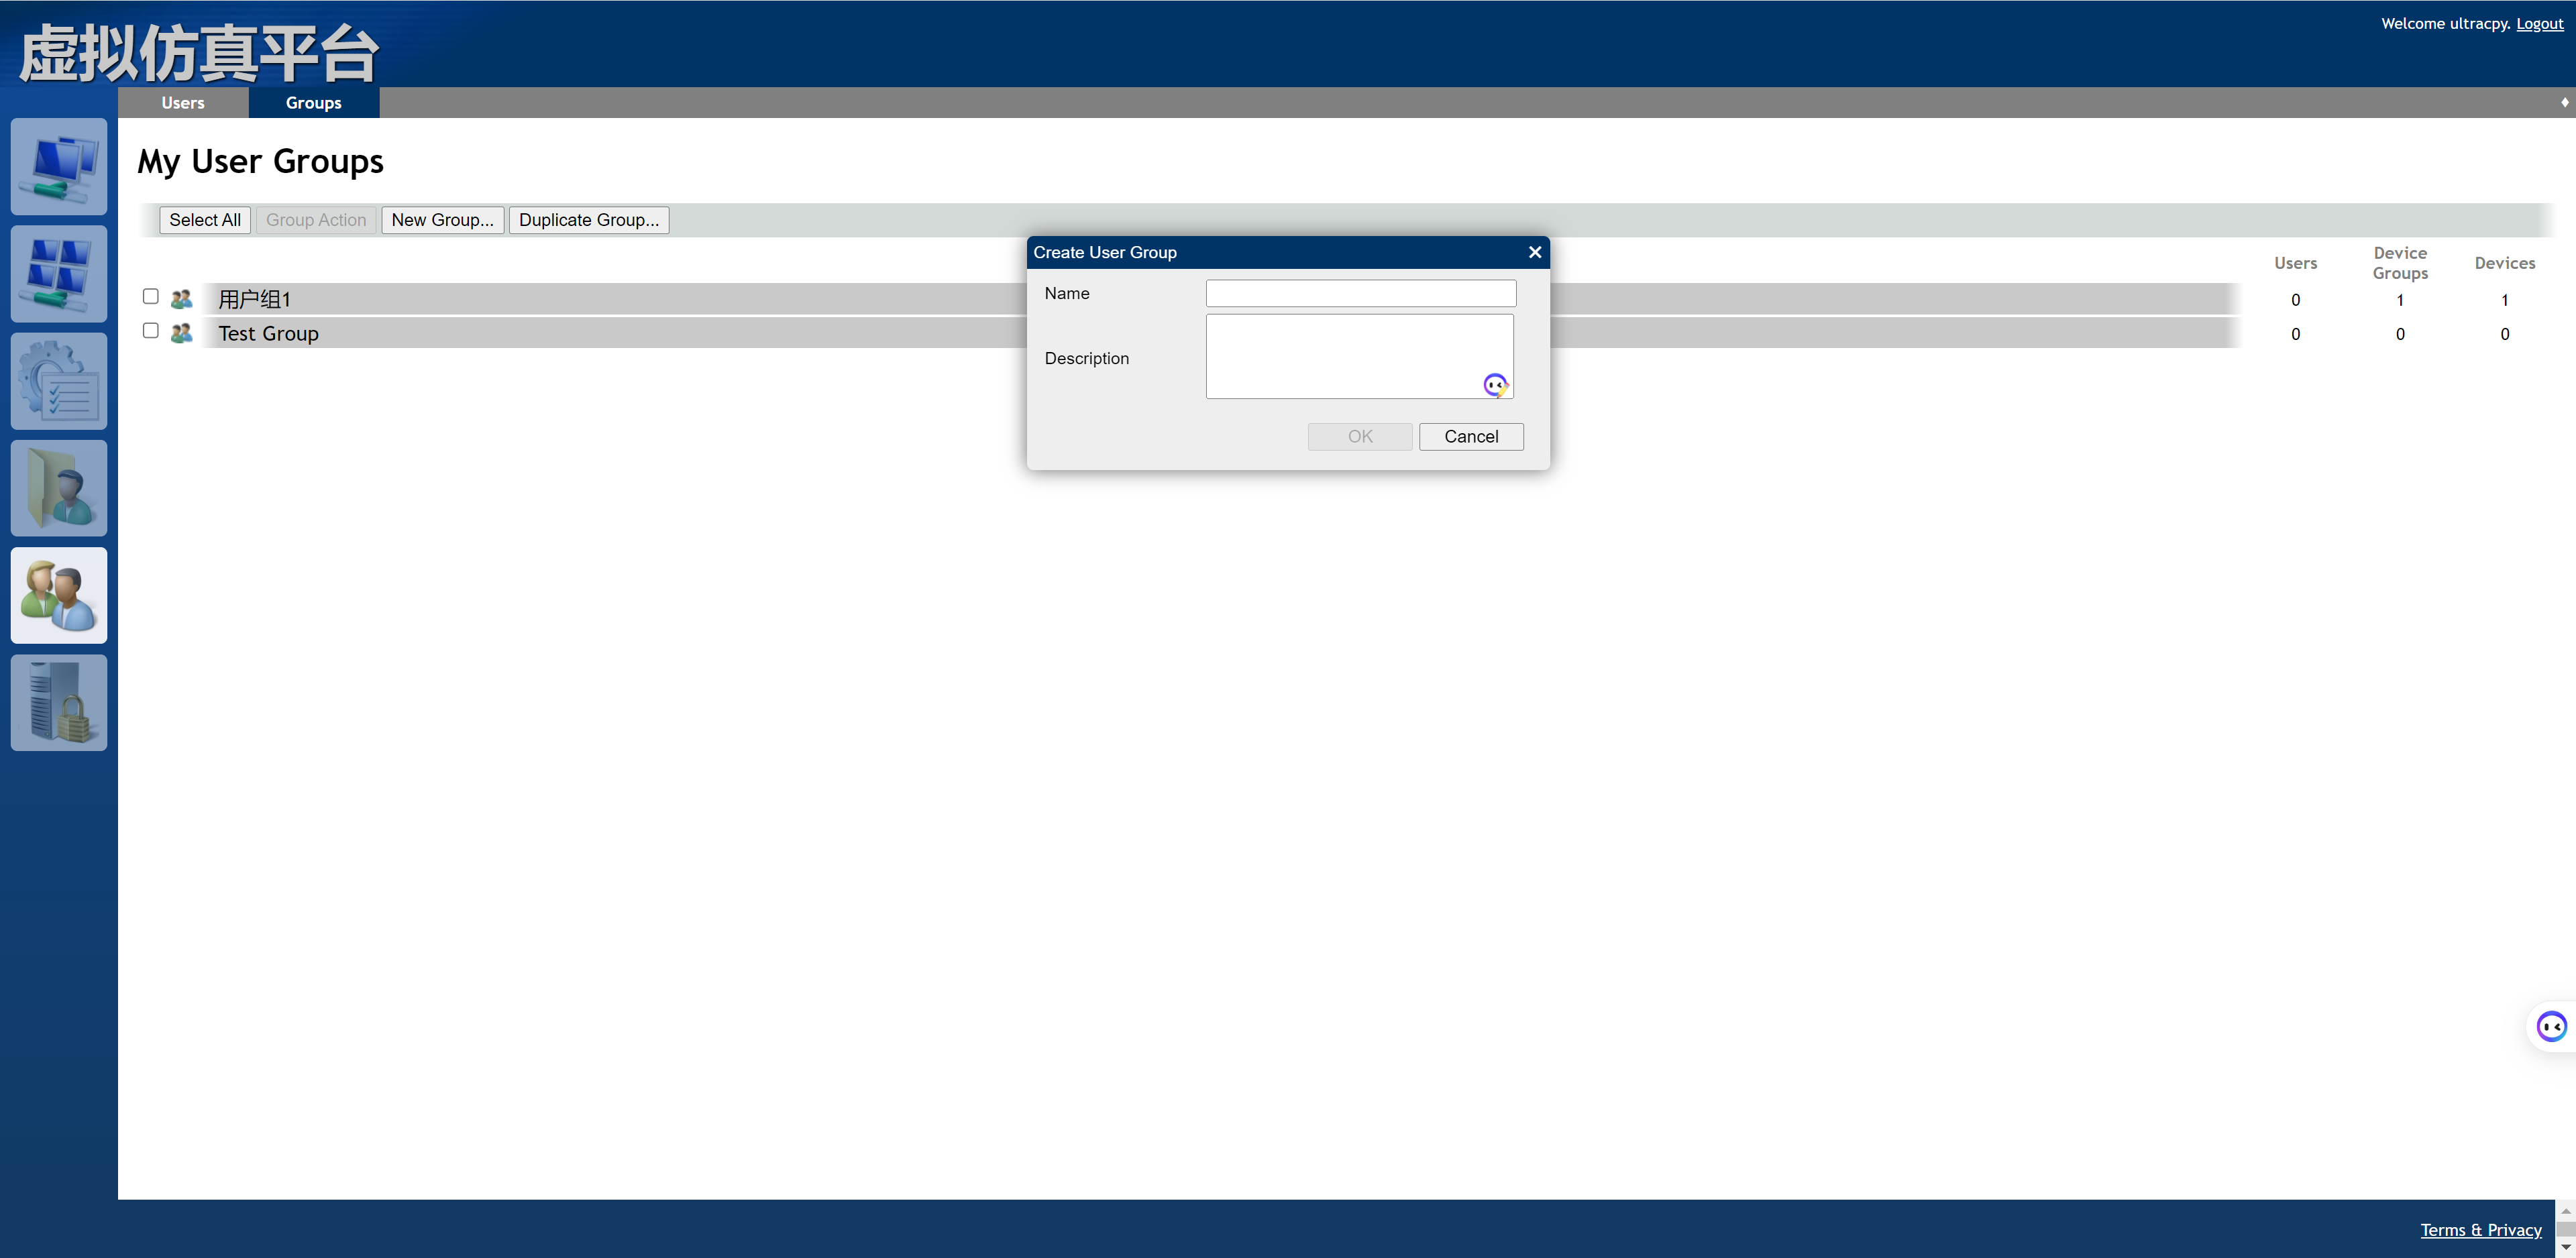 虚拟仿真平台
Welcome ultracpy. Logout
Users Groups
My User Groups
Select All Group Action New Group... Duplicate Group...
Create User Group
Name
Description
OK Cancel
Users Device Groups Devices
用户组1 0 1 1
Test Group 0 0 0
Terms & Privacy